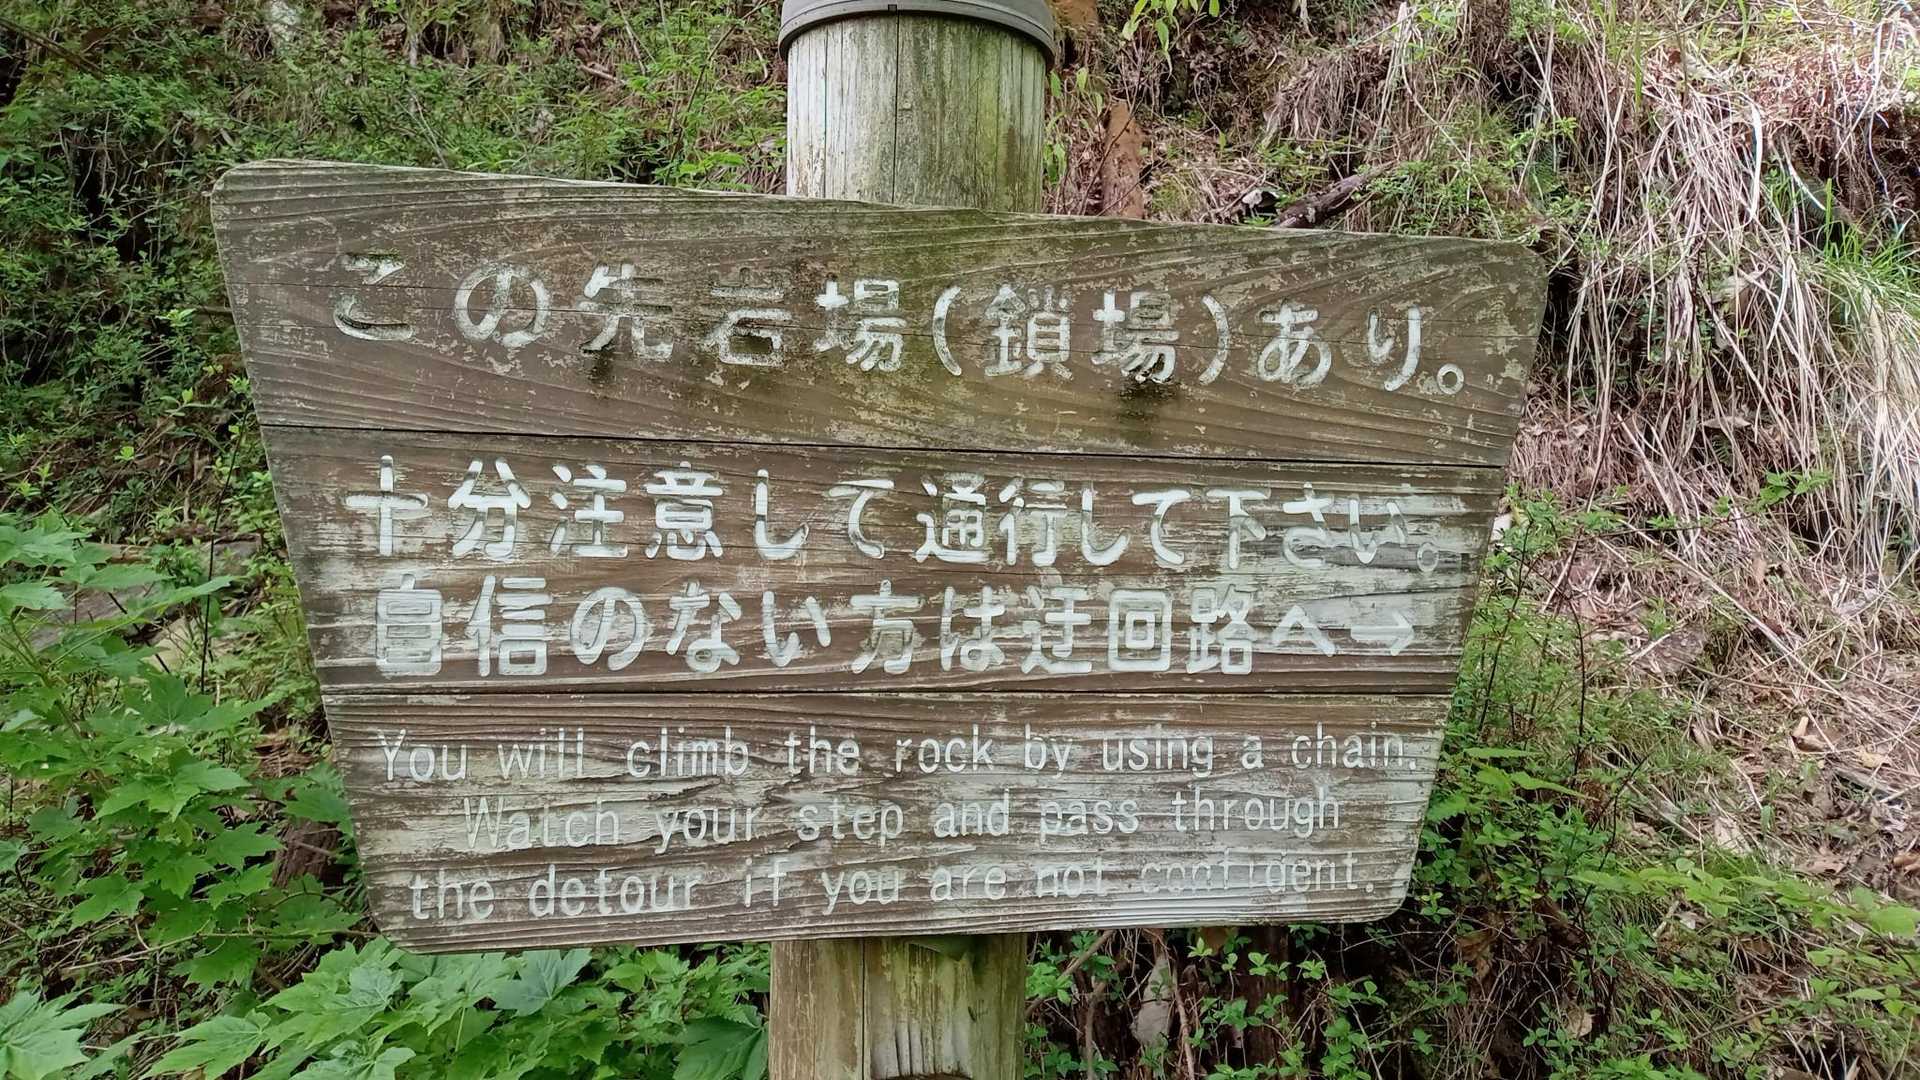 この先岩場(鎖場)あり。
十分注意して通行して下さい。
自信のない方は迂回路へ→
You will climb the rock by using a chain.
Watch your step and pass through
the detour if you are not confident.